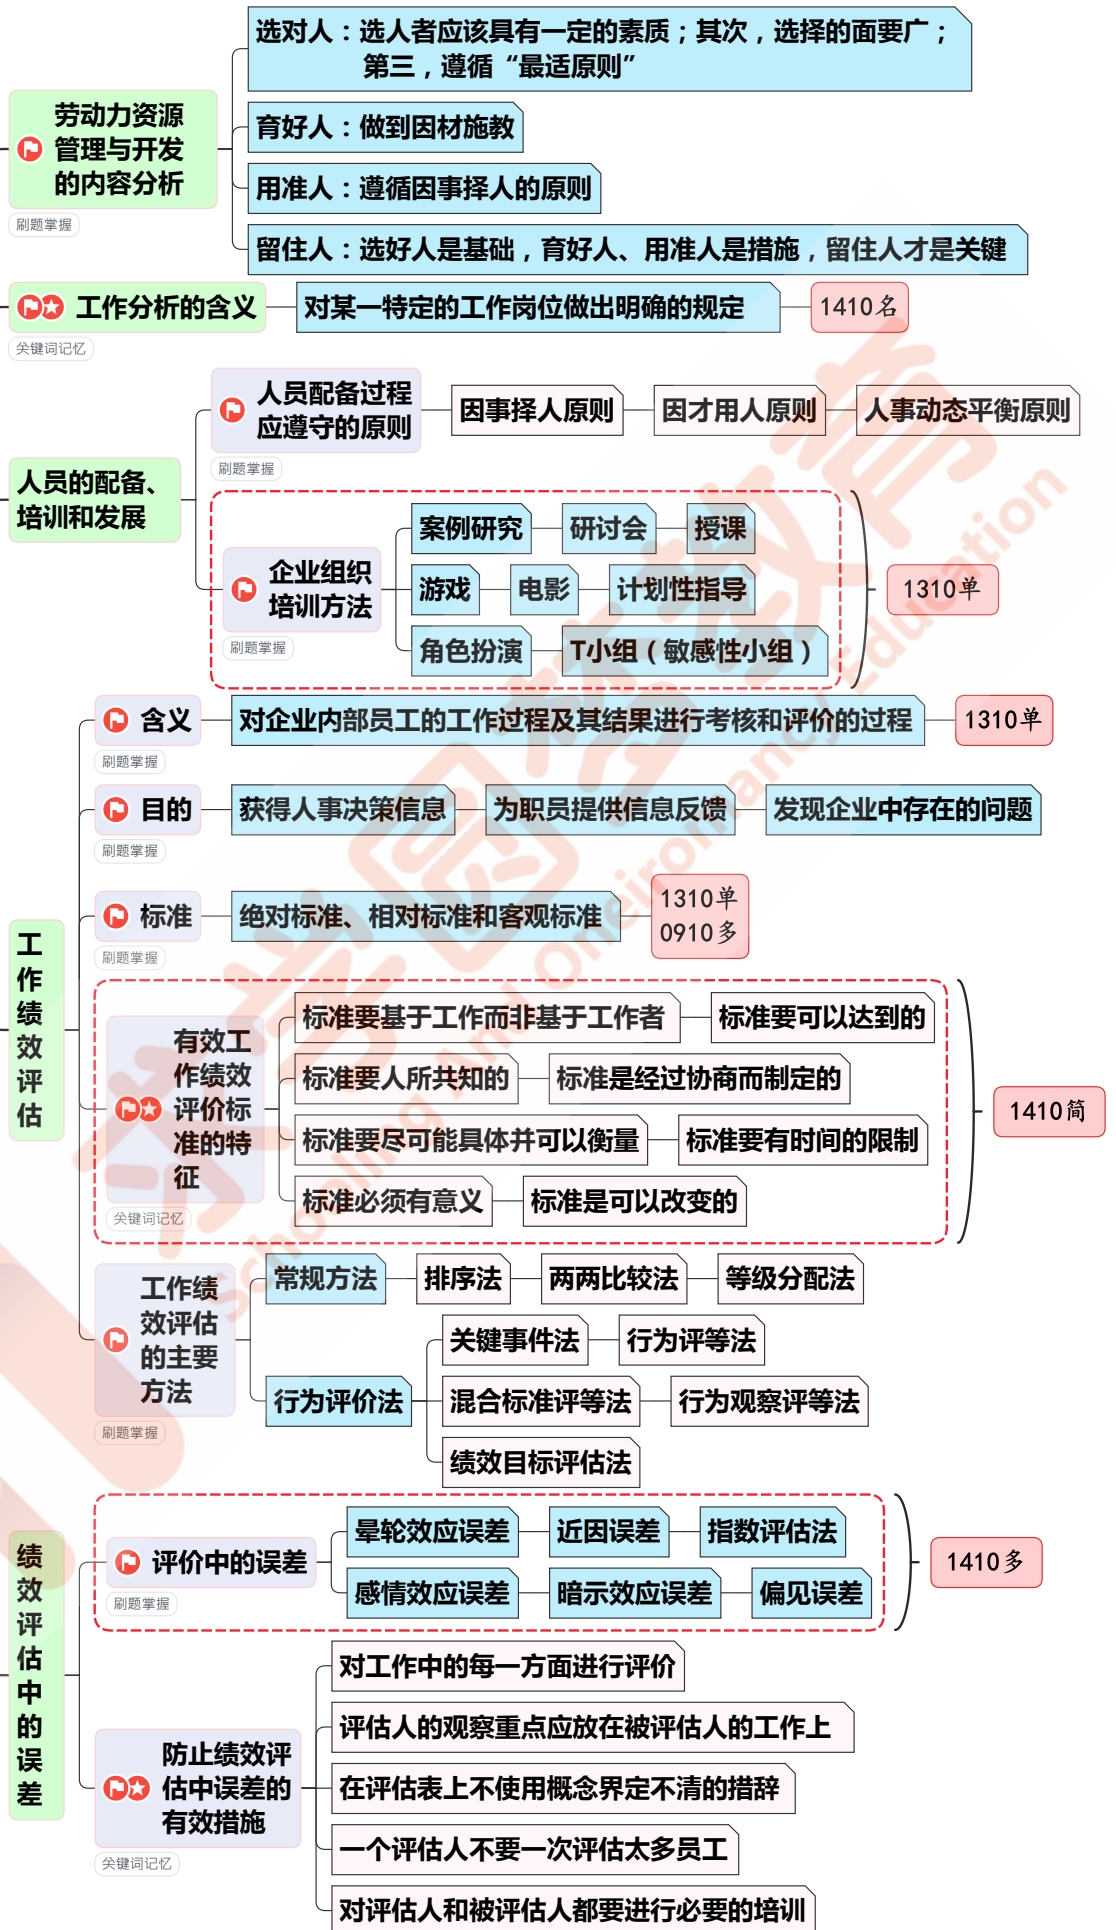 选对人：选人者应该具有一定的素质；其次，选择的面要广；
第三，遵循“最适原则”
劳动力资源
管理与开发
的内容分析
刷题掌握
育好人：做到因材施教
用准人：遵循因事择人的原则
留住人：选好人是基础，育好人、用准人是措施，留住人才是关键
工作分析的含义
关键词记忆
对某一特定的工作岗位做出明确的规定
1410名
人员的配备、
培训和发展
人员配备过程
应遵守的原则
刷题掌握
因事择人原则
因才用人原则
人事动态平衡原则
企业组织
培训方法
刷题掌握
案例研究
研讨会
授课
游戏
电影
计划性指导
角色扮演
T小组（敏感性小组）
1310单
工
作
绩
效
评
估
含义
刷题掌握
对企业内部员工的工作过程及其结果进行考核和评价的过程
1310单
目的
刷题掌握
获得人事决策信息
为职员提供信息反馈
发现企业中存在的问题
标准
刷题掌握
绝对标准、相对标准和客观标准
1310单
0910多
有效工
作绩效
评价标
准的特
征
关键词记忆
标准要基于工作而非基于工作者
标准要可以达到的
标准要人所共知的
标准是经过协商而制定的
标准要尽可能具体并可以衡量
标准要有时间的限制
标准必须有意义
标准是可以改变的
1410简
工作绩
效评估
的主要
方法
刷题掌握
常规方法
排序法
两两比较法
等级分配法
行为评价法
关键事件法
行为评等法
混合标准评等法
行为观察评等法
绩效目标评估法
绩
效
评
估
中
的
误
差
评价中的误差
刷题掌握
晕轮效应误差
近因误差
指数评估法
感情效应误差
暗示效应误差
偏见误差
1410多
防止绩效评
估中误差的
有效措施
关键词记忆
对工作中的每一方面进行评价
评估人的观察重点应放在被评估人的工作上
在评估表上不使用概念界定不清的措辞
一个评估人不要一次评估太多员工
对评估人和被评估人都要进行必要的培训
求学圆梦教育
Schooling And Oneiromancy Education